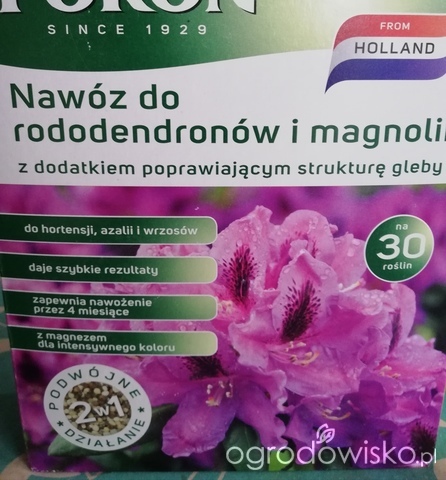 SINCE 1929
FROM
HOLLAND
Nawóz do
rododendronów i magnolii
z dodatkiem poprawiającym strukturę gleby
do hortensji, azalii i wrzosów
daje szybkie rezultaty
zapewnia nawożenie
przez 4 miesiące
z magnezem
dla intensywnego koloru
na
30
roślin
PODWÓJNE
2w1
DZIAŁANIE
ogrodowisko.pl